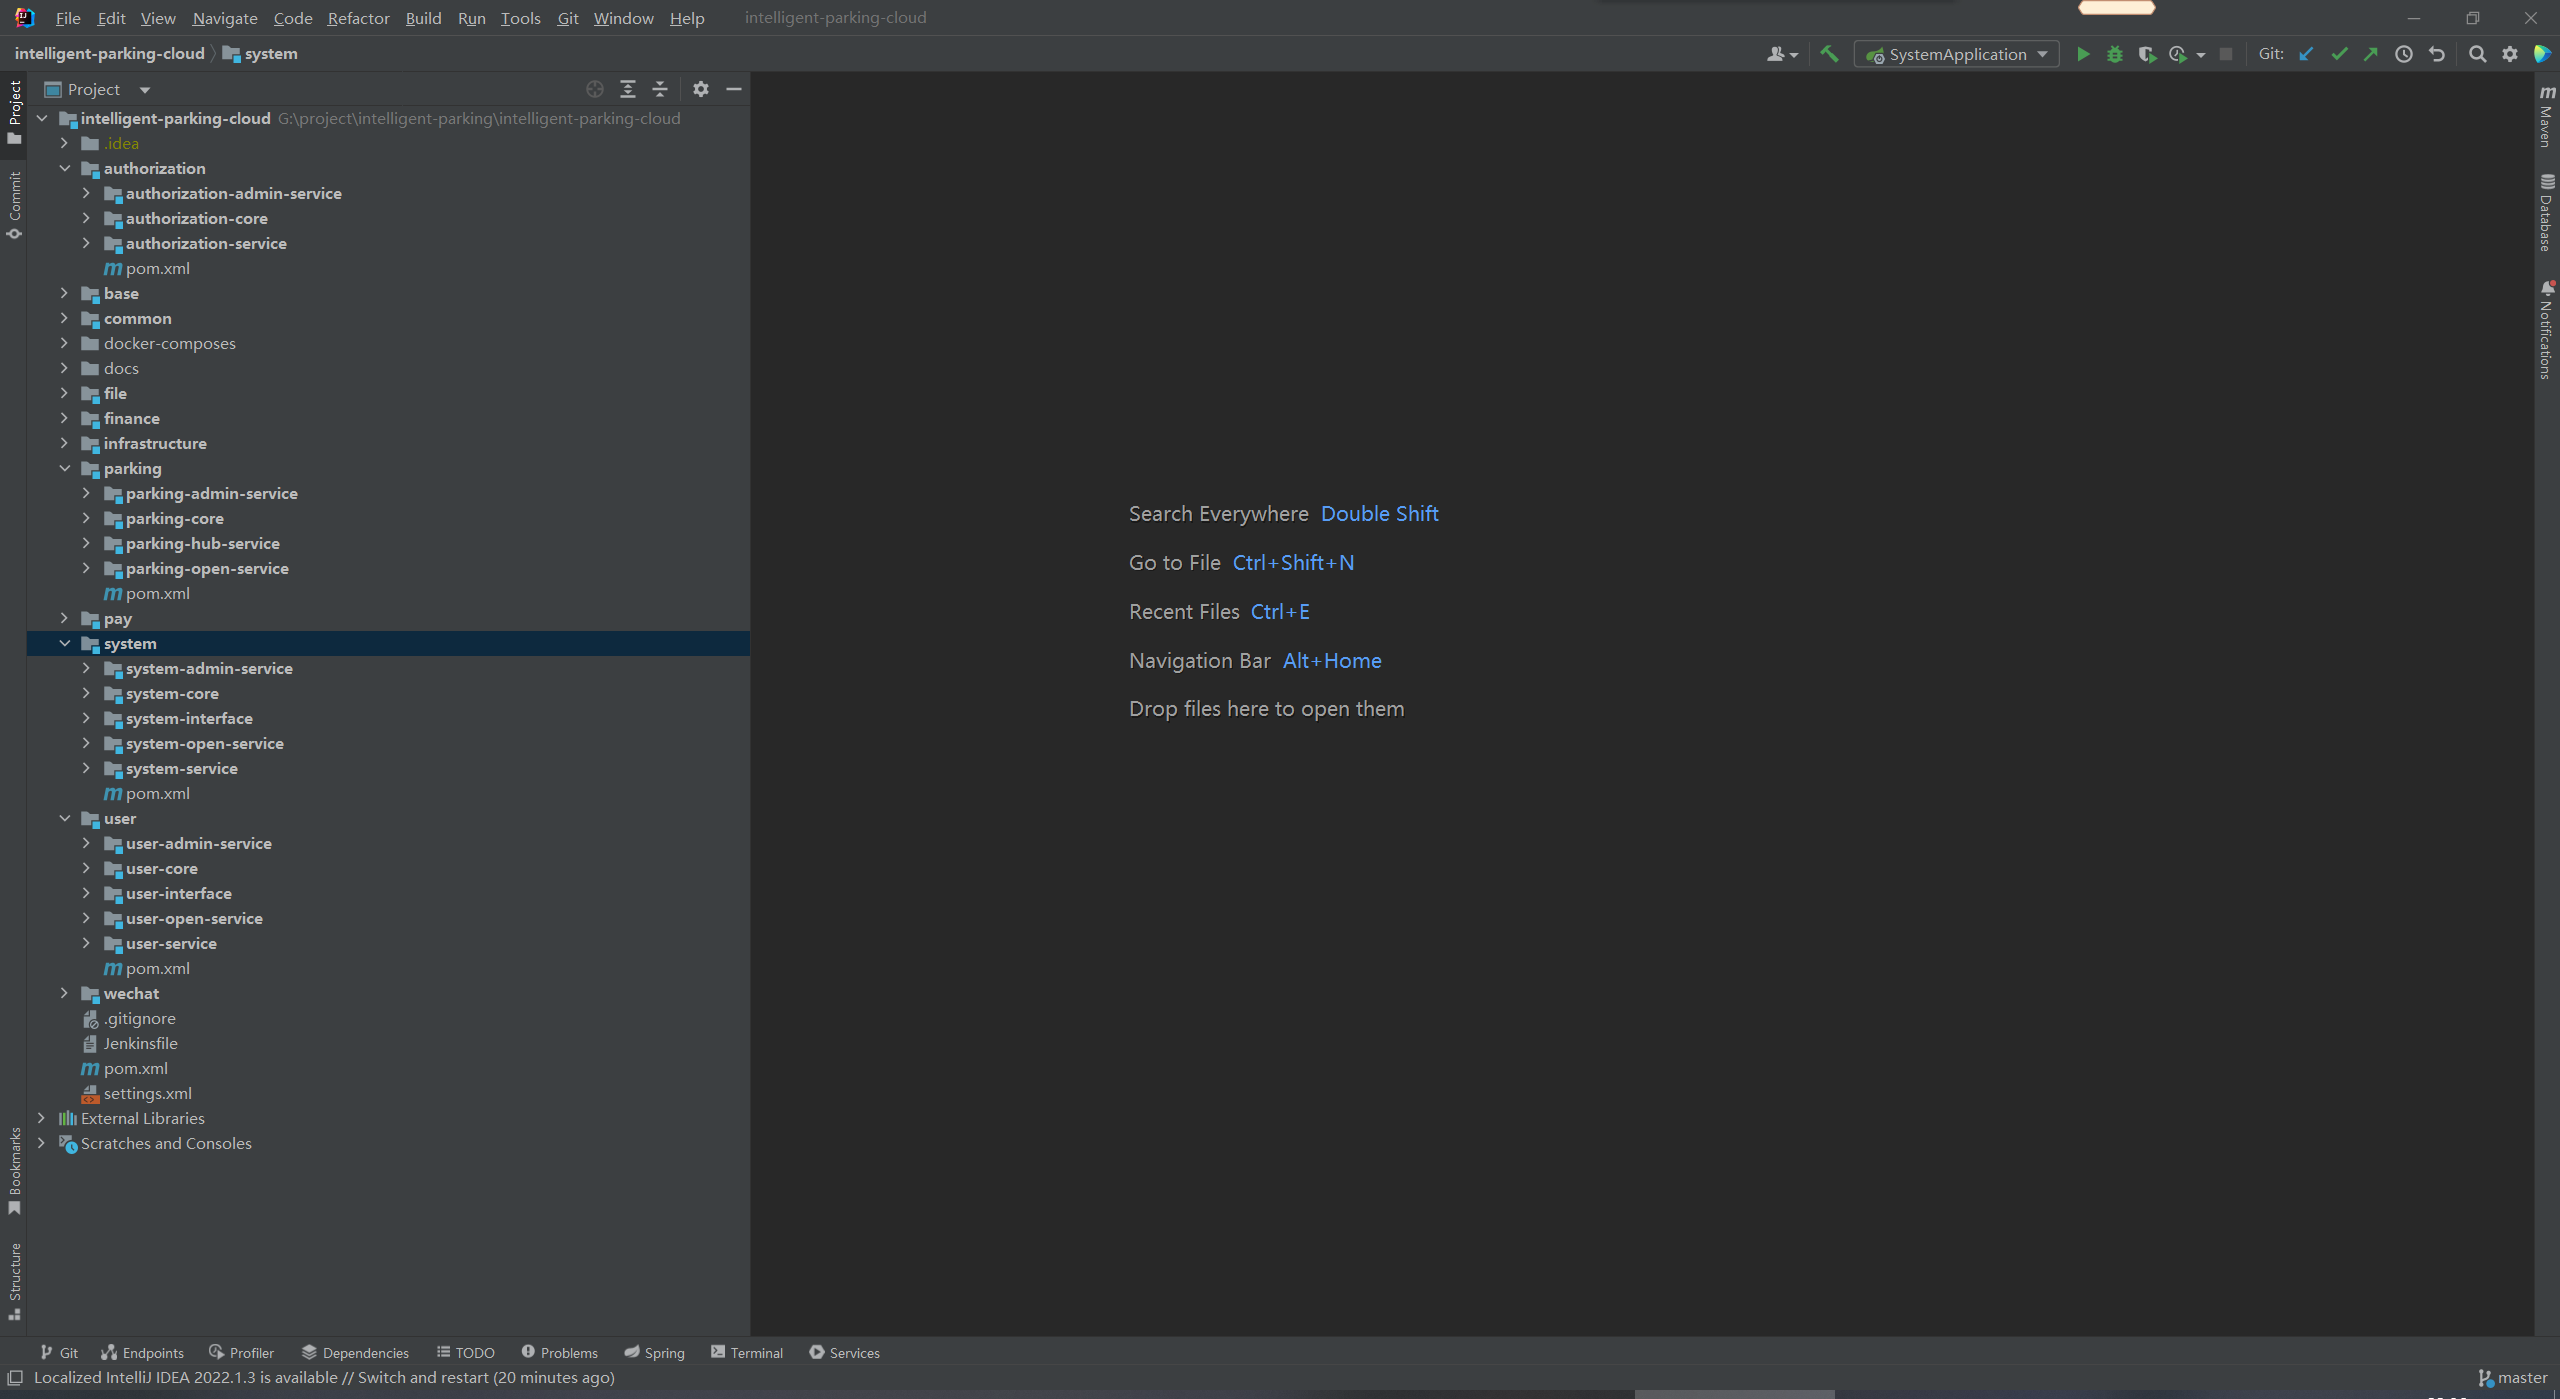 File Edit View Navigate Code Refactor Build Run Tools Git Window Help intelligent-parking-cloud
intelligent-parking-cloud system
SystemApplication Git:
Project
intelligent-parking-cloud G:\project\intelligent-parking\intelligent-parking-cloud
.idea
authorization
authorization-admin-service
authorization-core
authorization-service
pom.xml
base
common
docker-composes
docs
file
finance
infrastructure
parking
parking-admin-service
parking-core
parking-hub-service
parking-open-service
pom.xml
pay
system
system-admin-service
system-core
system-interface
system-open-service
system-service
pom.xml
user
user-admin-service
user-core
user-interface
user-open-service
user-service
pom.xml
wechat
.gitignore
Jenkinsfile
pom.xml
settings.xml
External Libraries
Scratches and Consoles
Project
Commit
Bookmarks
Structure
Search Everywhere Double Shift
Go to File Ctrl+Shift+N
Recent Files Ctrl+E
Navigation Bar Alt+Home
Drop files here to open them
Maven
Database
Notifications
Git Endpoints Profiler Dependencies TODO Problems Spring Terminal Services
Localized IntelliJ IDEA 2022.1.3 is available // Switch and restart (20 minutes ago)
master